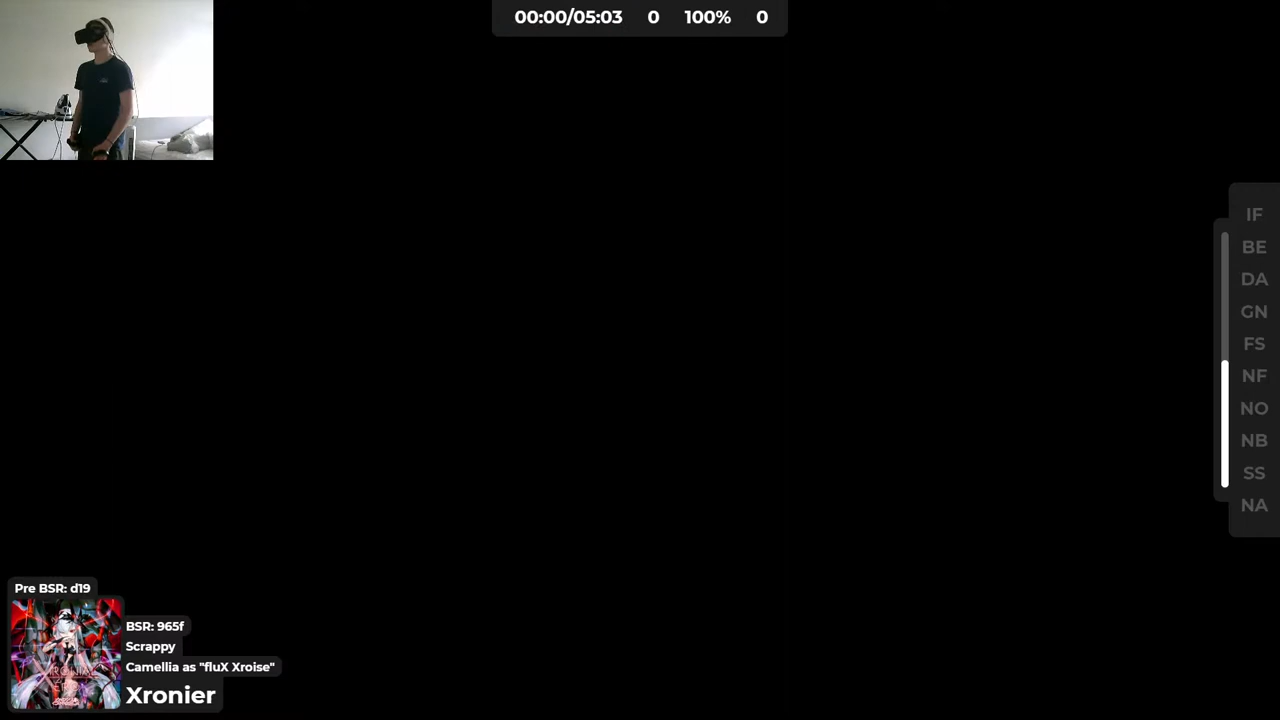 00:00/05:03 0 100% 0
IF
BE
DA
GN
FS
NF
NO
NB
SS
NA
Pre BSR: d19
BSR: 965f
Scrappy
Camellia as "fluX Xroise"
Xronier